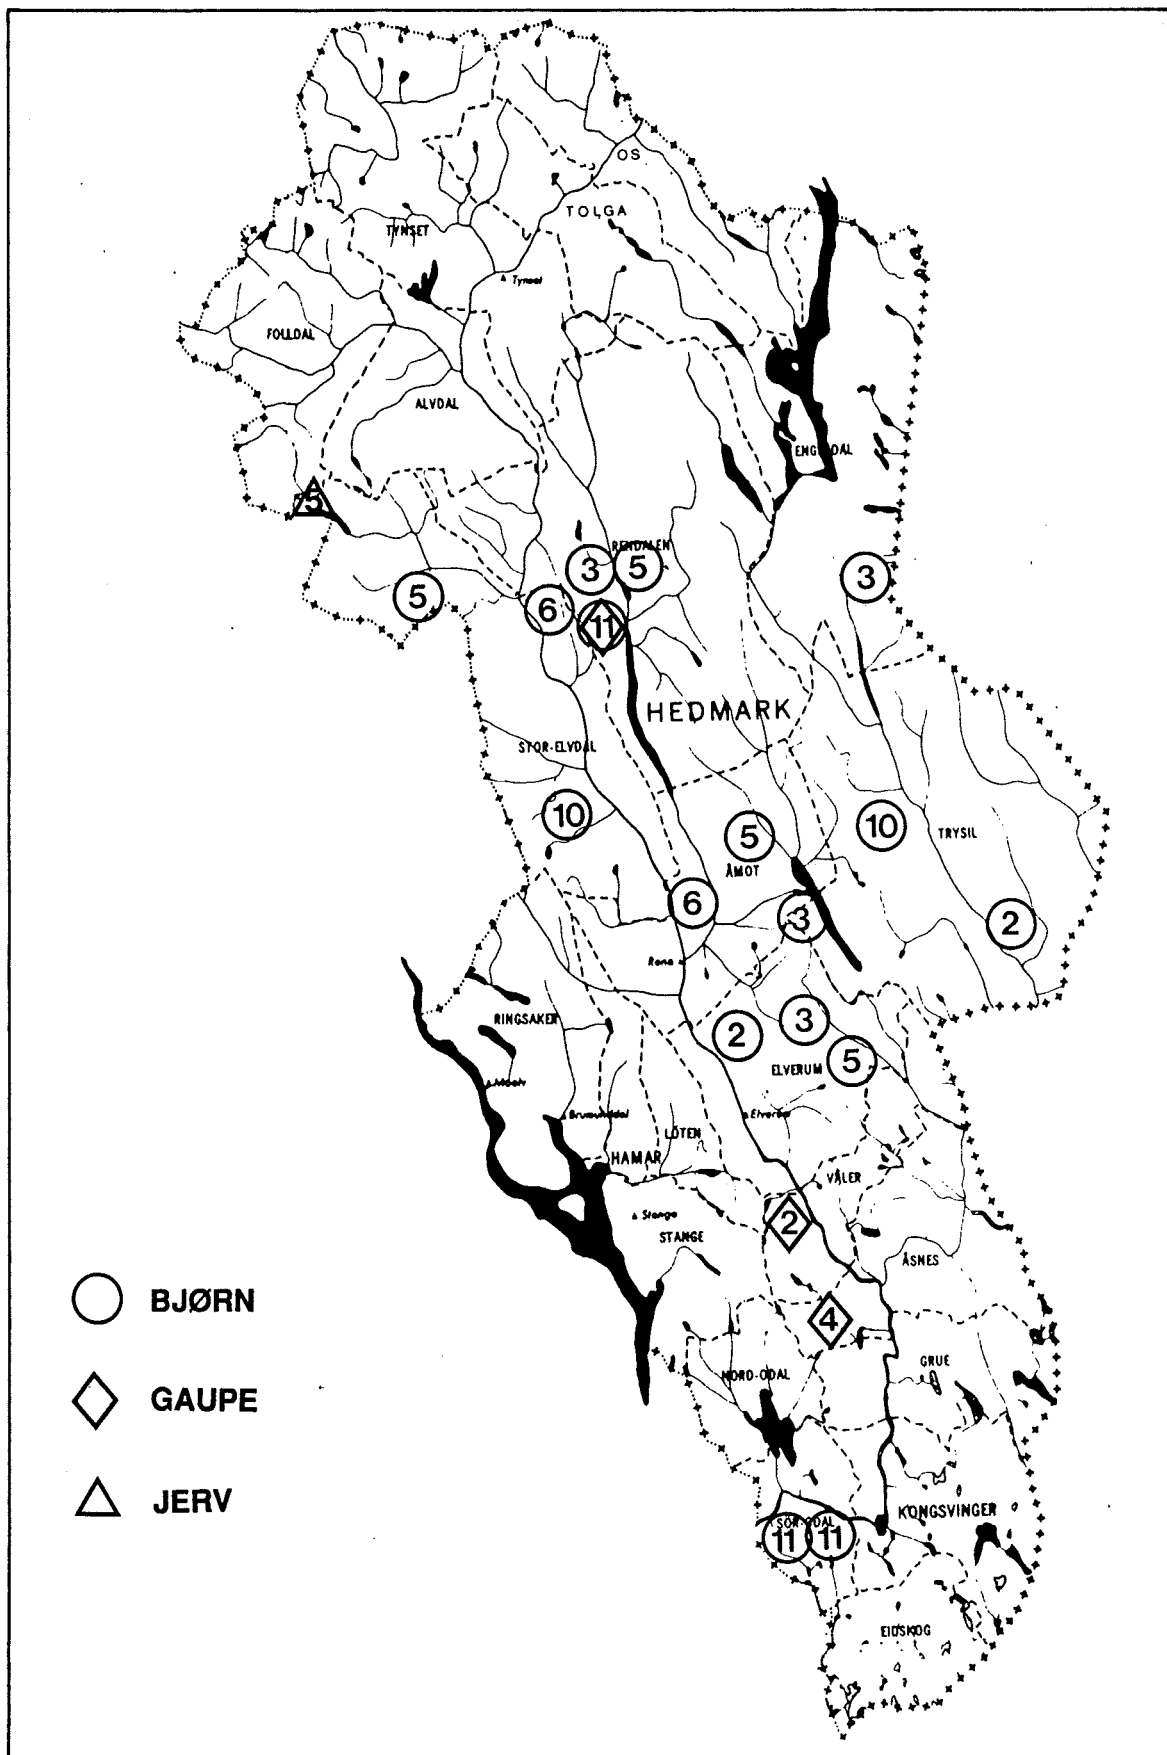 OS
TOLGA
TYNSET
Tynset
FOLLDAL
ALVDAL
ENGERDAL
5
RENDALEN
3
5
3
5
6
11
HEDMARK
STOR-ELVDAL
10
5
10
TRYSIL
ÅMOT
6
3
2
Rena
RINGSAKER
2
3
5
ELVERUM
Moelv
Brumunddal
Elverum
LÖTEN
HAMAR
VÅLER
2
Stange
STANGE
ÅSNES
BJØRN
4
GRUE
NORD-ODAL
GAUPE
JERV
KONGSVINGER
SÖR-ODAL
11
11
EIDSKOG